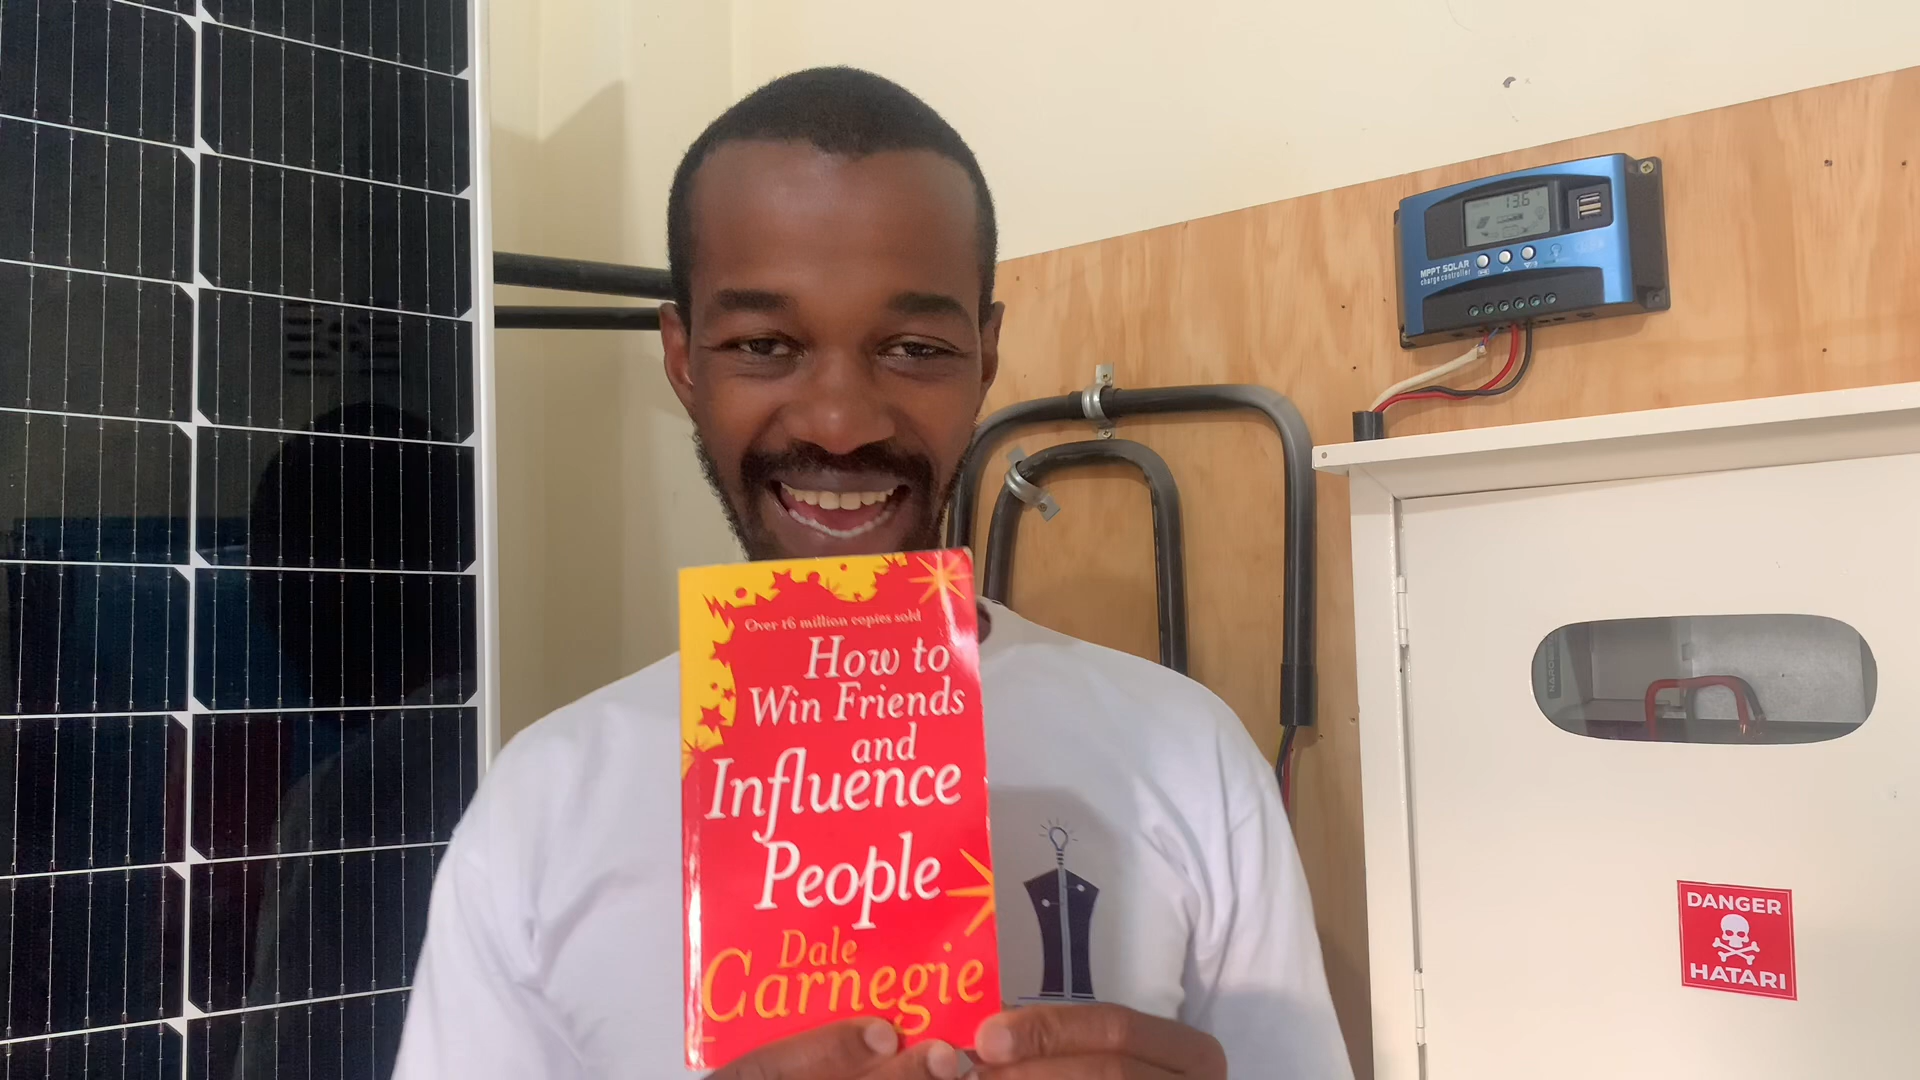 Over 16 million copies sold
How to
Win Friends
and
Influence
People
Dale
Carnegie
13.6
MPPT SOLAR
charge controller
DANGER
HATARI